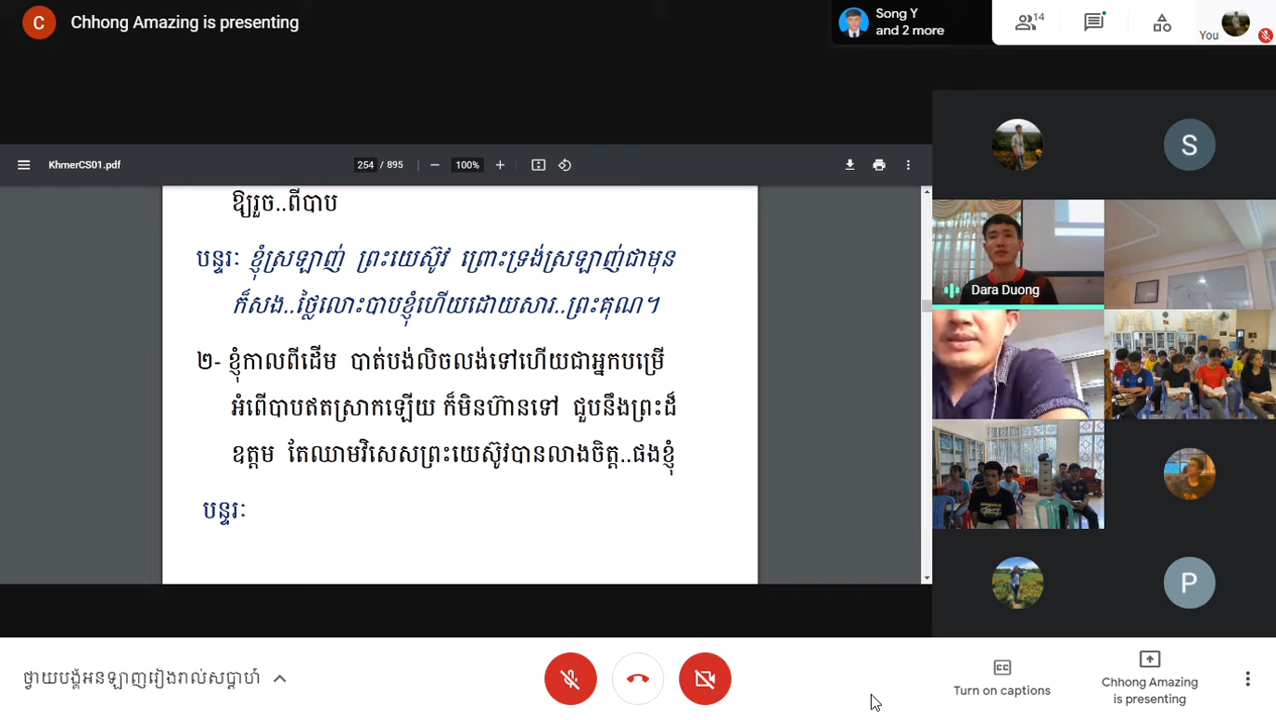 C Chhong Amazing is presenting
Song Y
and 2 more
14
You
KhmerCS01.pdf 254 / 895 100%
ឱ្យរួច..ពីបាប
បន្ទរៈ ខ្ញុំស្រឡាញ់ ព្រះយេស៊ូវ ព្រោះទ្រង់ស្រឡាញ់ជាមុន
ក៏សង..ថ្លៃលោះបាបខ្ញុំហើយដោយសារ..ព្រះគុណ។
២- ខ្ញុំកាលពីដើម បាត់បង់លិចលង់ទៅហើយជាអ្នកបម្រើ
អំពើបាបឥតស្រាកឡើយ ក៏មិនហ៊ានទៅ ជួបនឹងព្រះដ៏
ឧត្តម តែឈាមវិសេសព្រះយេស៊ូវបានលាងចិត្ត..ផងខ្ញុំ
បន្ទរៈ
S
Dara Duong
P
ថ្វាយបង្គំអនឡាញរៀងរាល់សប្តាហ៍
Turn on captions
Chhong Amazing
is presenting